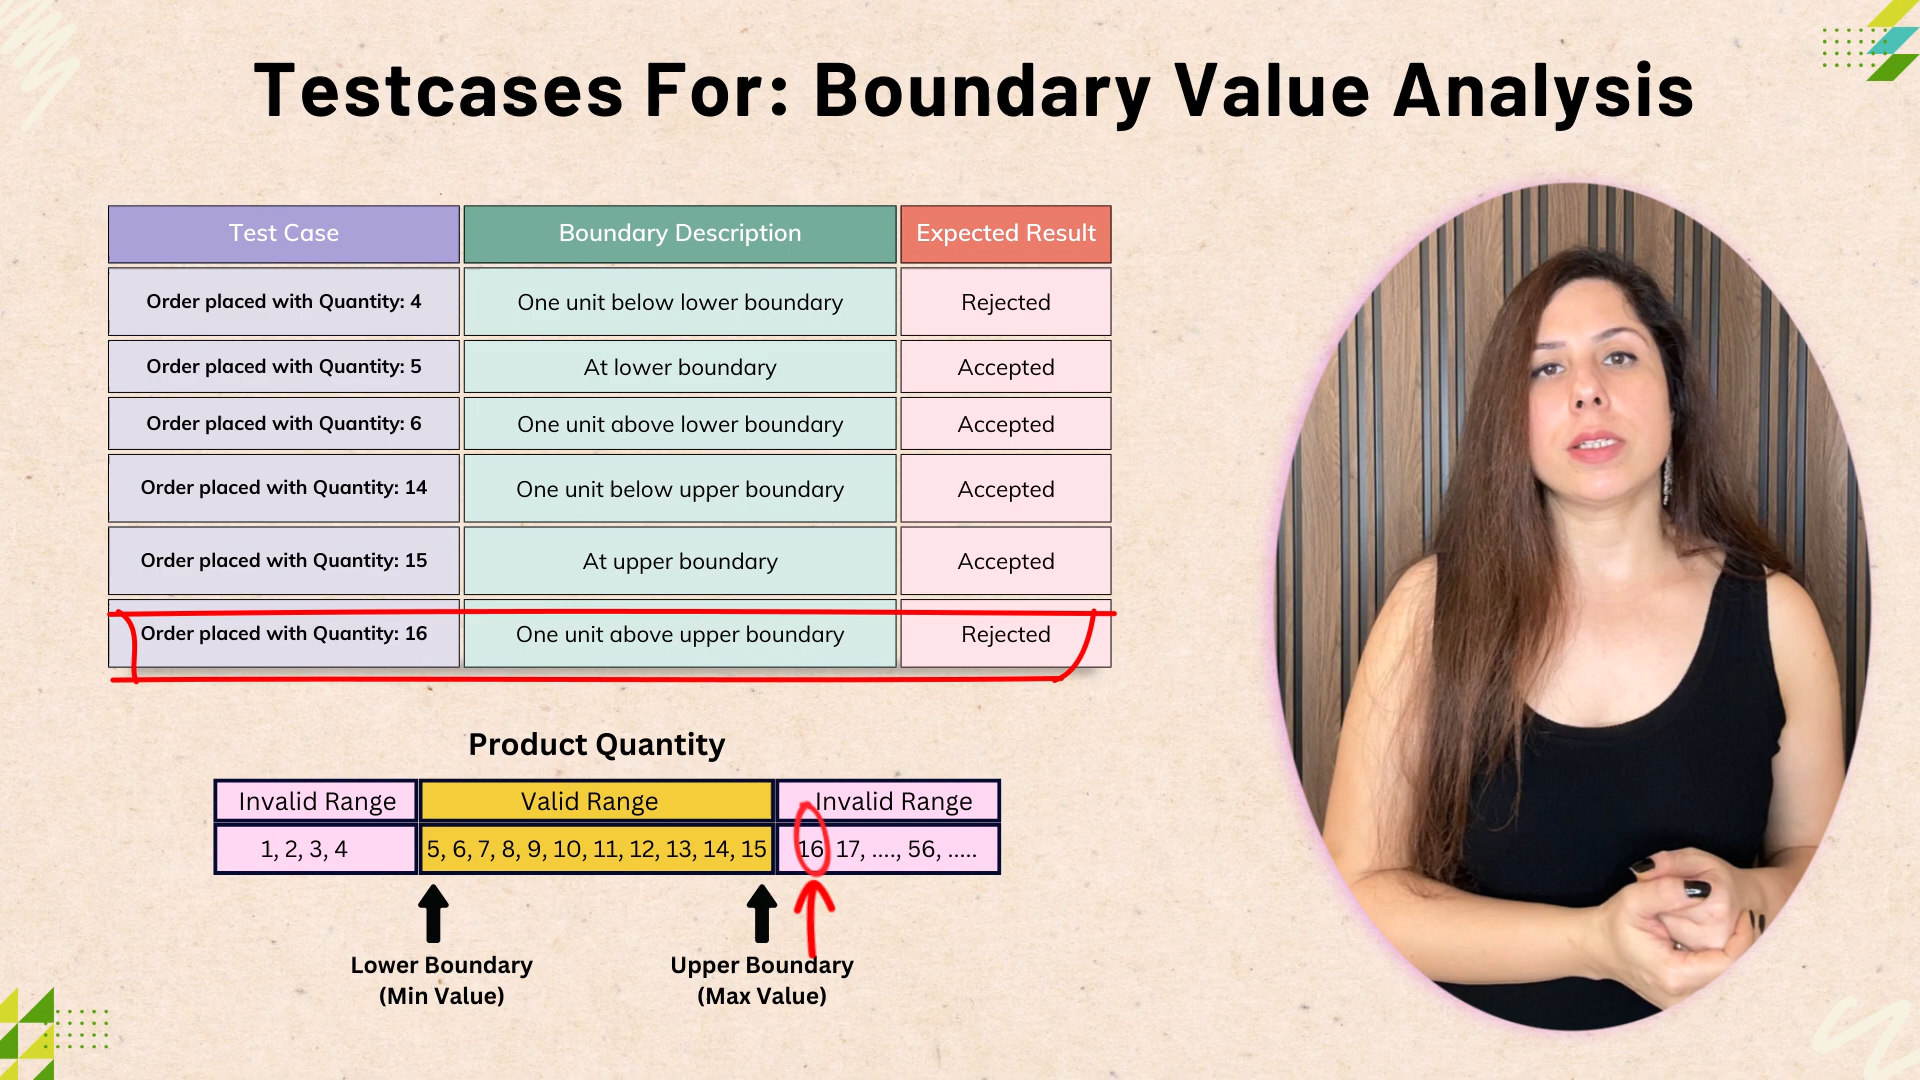 Testcases For: Boundary Value Analysis
Test Case Boundary Description Expected Result
Order placed with Quantity: 4 One unit below lower boundary Rejected
Order placed with Quantity: 5 At lower boundary Accepted
Order placed with Quantity: 6 One unit above lower boundary Accepted
Order placed with Quantity: 14 One unit below upper boundary Accepted
Order placed with Quantity: 15 At upper boundary Accepted
Order placed with Quantity: 16 One unit above upper boundary Rejected
Product Quantity
Invalid Range Valid Range Invalid Range
1, 2, 3, 4 5, 6, 7, 8, 9, 10, 11, 12, 13, 14, 15 16, 17, ...., 56, .....
Lower Boundary Upper Boundary
(Min Value) (Max Value)